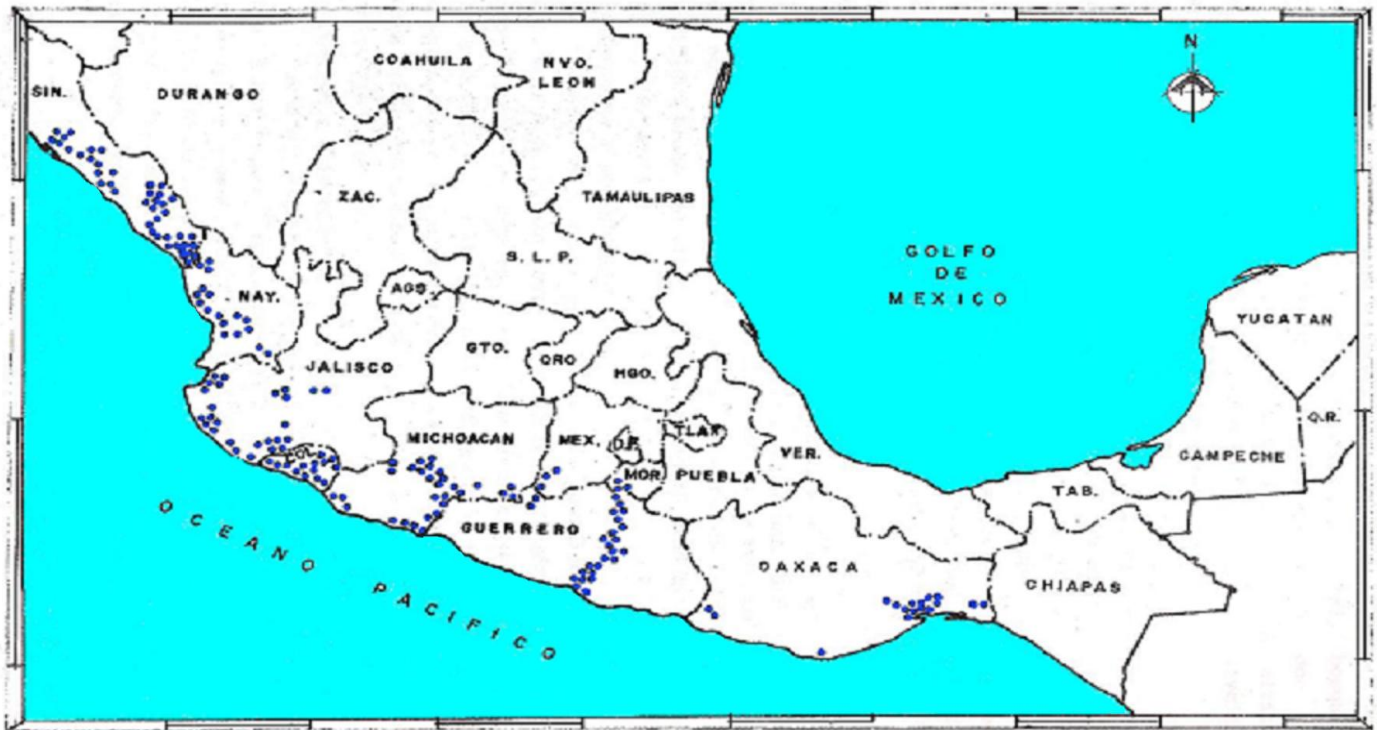 N
COAHUILA
NVO.
LEON
SIN.
DURANGO
ZAC.
TAMAULIPAS
S. L. P.
GOLFO
DE
MEXICO
NAY.
AGS.
YUCATAN
JALISCO
GTO.
QRO
HGO.
Q.R.
MICHOACAN
MEX.
D.F.
TLAX
VER.
CAMPECHE
COL.
MOR.
PUEBLA
TAB.
GUERRERO
OAXACA
CHIAPAS
OCEANO PACIFICO